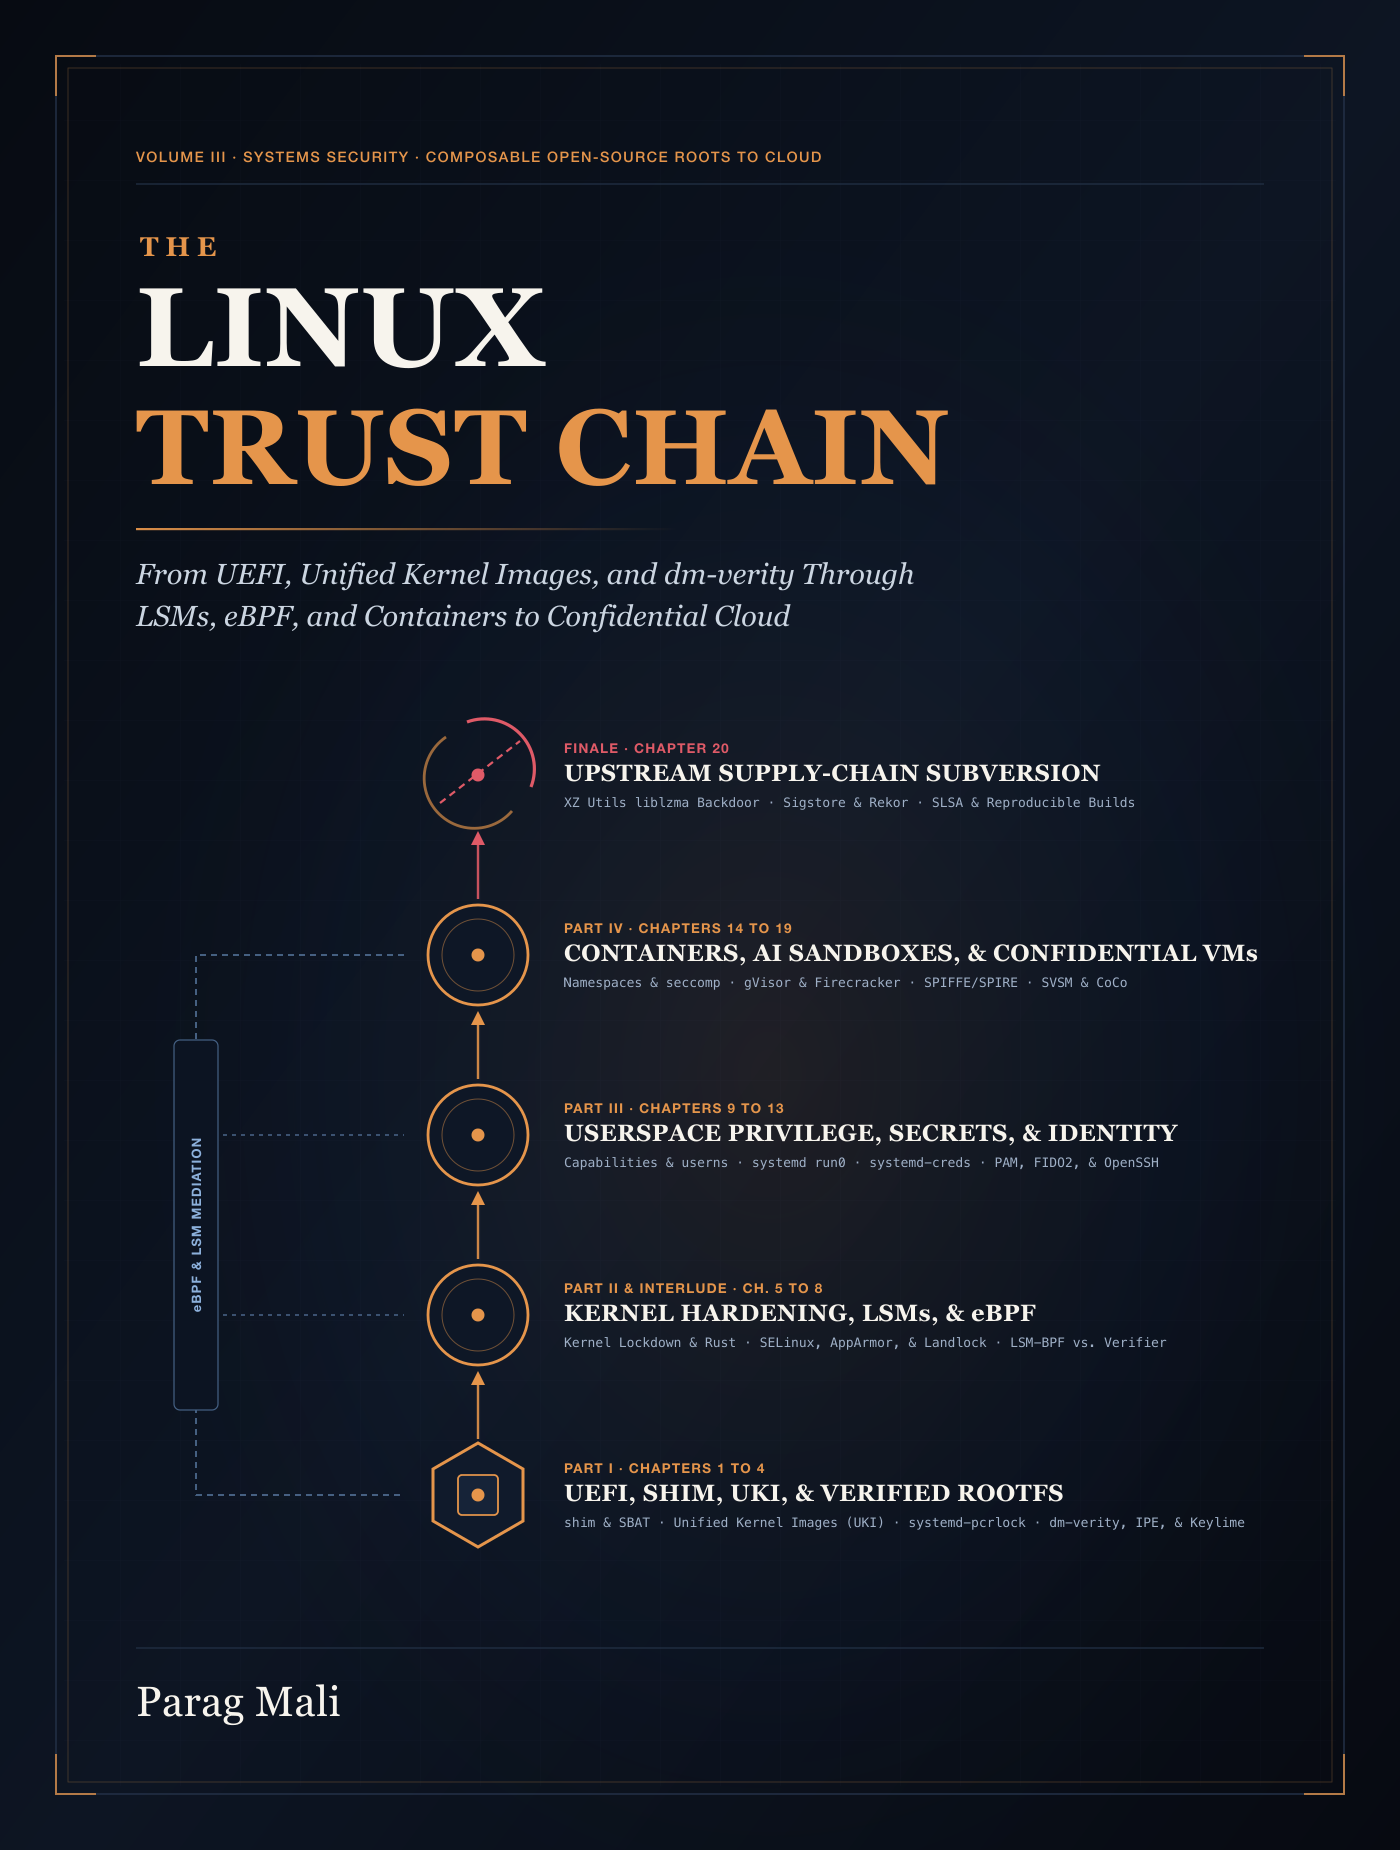 VOLUME III · SYSTEMS SECURITY · COMPOSABLE OPEN-SOURCE ROOTS TO CLOUD
THE
LINUX
TRUST CHAIN
From UEFI, Unified Kernel Images, and dm-verity Through
LSMs, eBPF, and Containers to Confidential Cloud
FINALE · CHAPTER 20
UPSTREAM SUPPLY-CHAIN SUBVERSION
XZ Utils liblzma Backdoor · Sigstore & Rekor · SLSA & Reproducible Builds
PART IV · CHAPTERS 14 TO 19
CONTAINERS, AI SANDBOXES, & CONFIDENTIAL VMs
Namespaces & seccomp · gVisor & Firecracker · SPIFFE/SPIRE · SVSM & CoCo
PART III · CHAPTERS 9 TO 13
USERSPACE PRIVILEGE, SECRETS, & IDENTITY
Capabilities & userns · systemd run0 · systemd-creds · PAM, FIDO2, & OpenSSH
eBPF & LSM MEDIATION
PART II & INTERLUDE · CH. 5 TO 8
KERNEL HARDENING, LSMs, & eBPF
Kernel Lockdown & Rust · SELinux, AppArmor, & Landlock · LSM-BPF vs. Verifier
PART I · CHAPTERS 1 TO 4
UEFI, SHIM, UKI, & VERIFIED ROOTFS
shim & SBAT · Unified Kernel Images (UKI) · systemd-pcrlock · dm-verity, IPE, & Keylime
Parag Mali